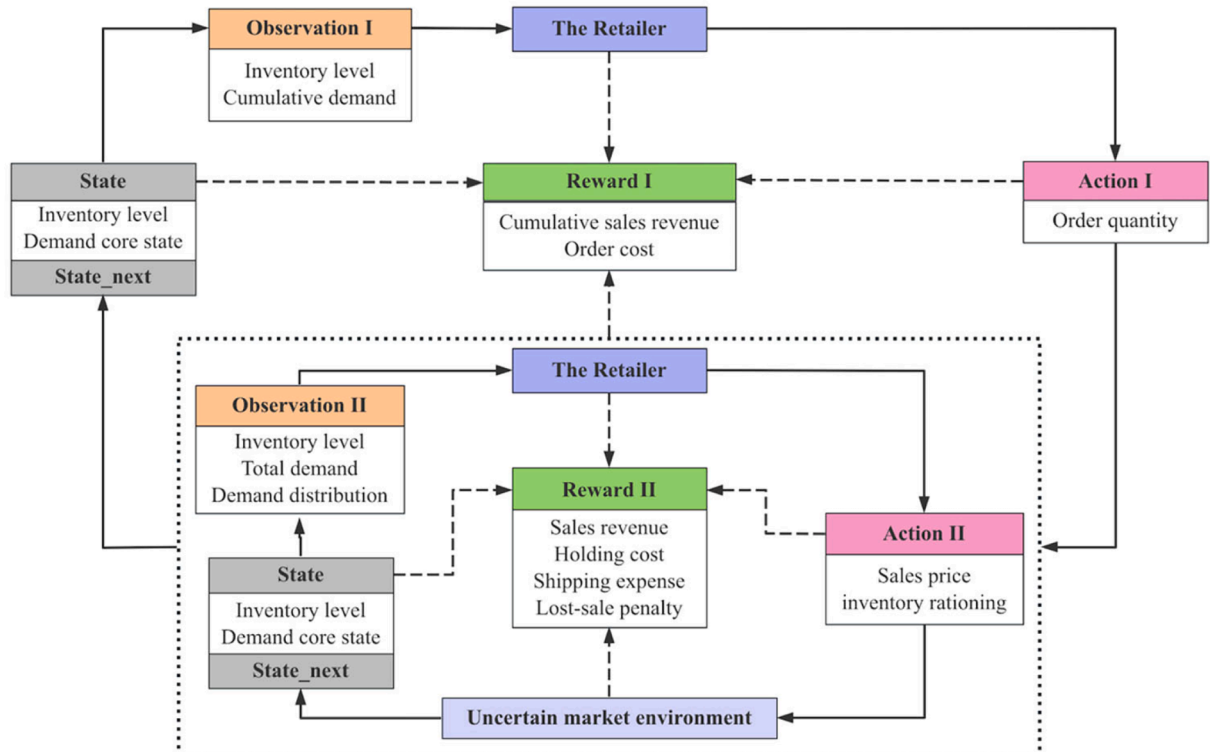 Observation I
Inventory level
Cumulative demand
The Retailer
State
Inventory level
Demand core state
State_next
Reward I
Cumulative sales revenue
Order cost
Action I
Order quantity
The Retailer
Observation II
Inventory level
Total demand
Demand distribution
Reward II
Sales revenue
Holding cost
Shipping expense
Lost-sale penalty
Action II
Sales price
inventory rationing
State
Inventory level
Demand core state
State_next
Uncertain market environment